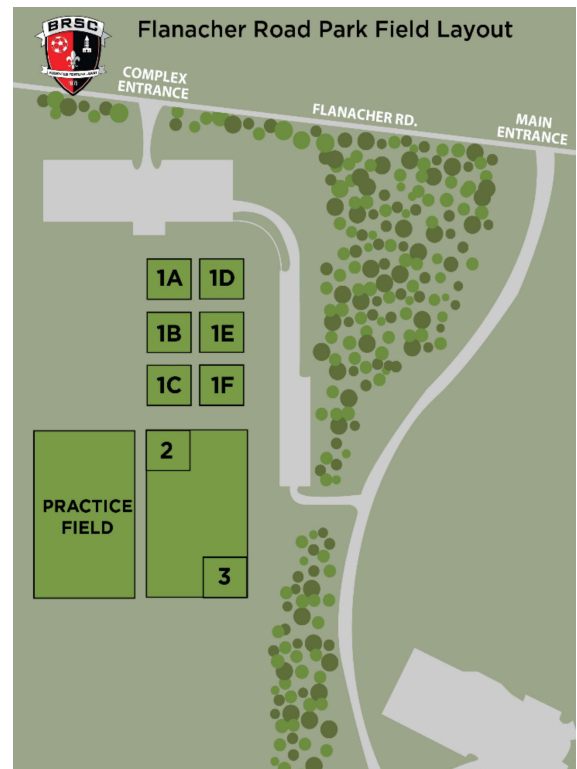 BRSC
Flanacher Road Park Field Layout
COMPLEX
ENTRANCE
FLANACHER RD.
MAIN
ENTRANCE
1A
1D
1B
1E
1C
1F
2
PRACTICE
FIELD
3